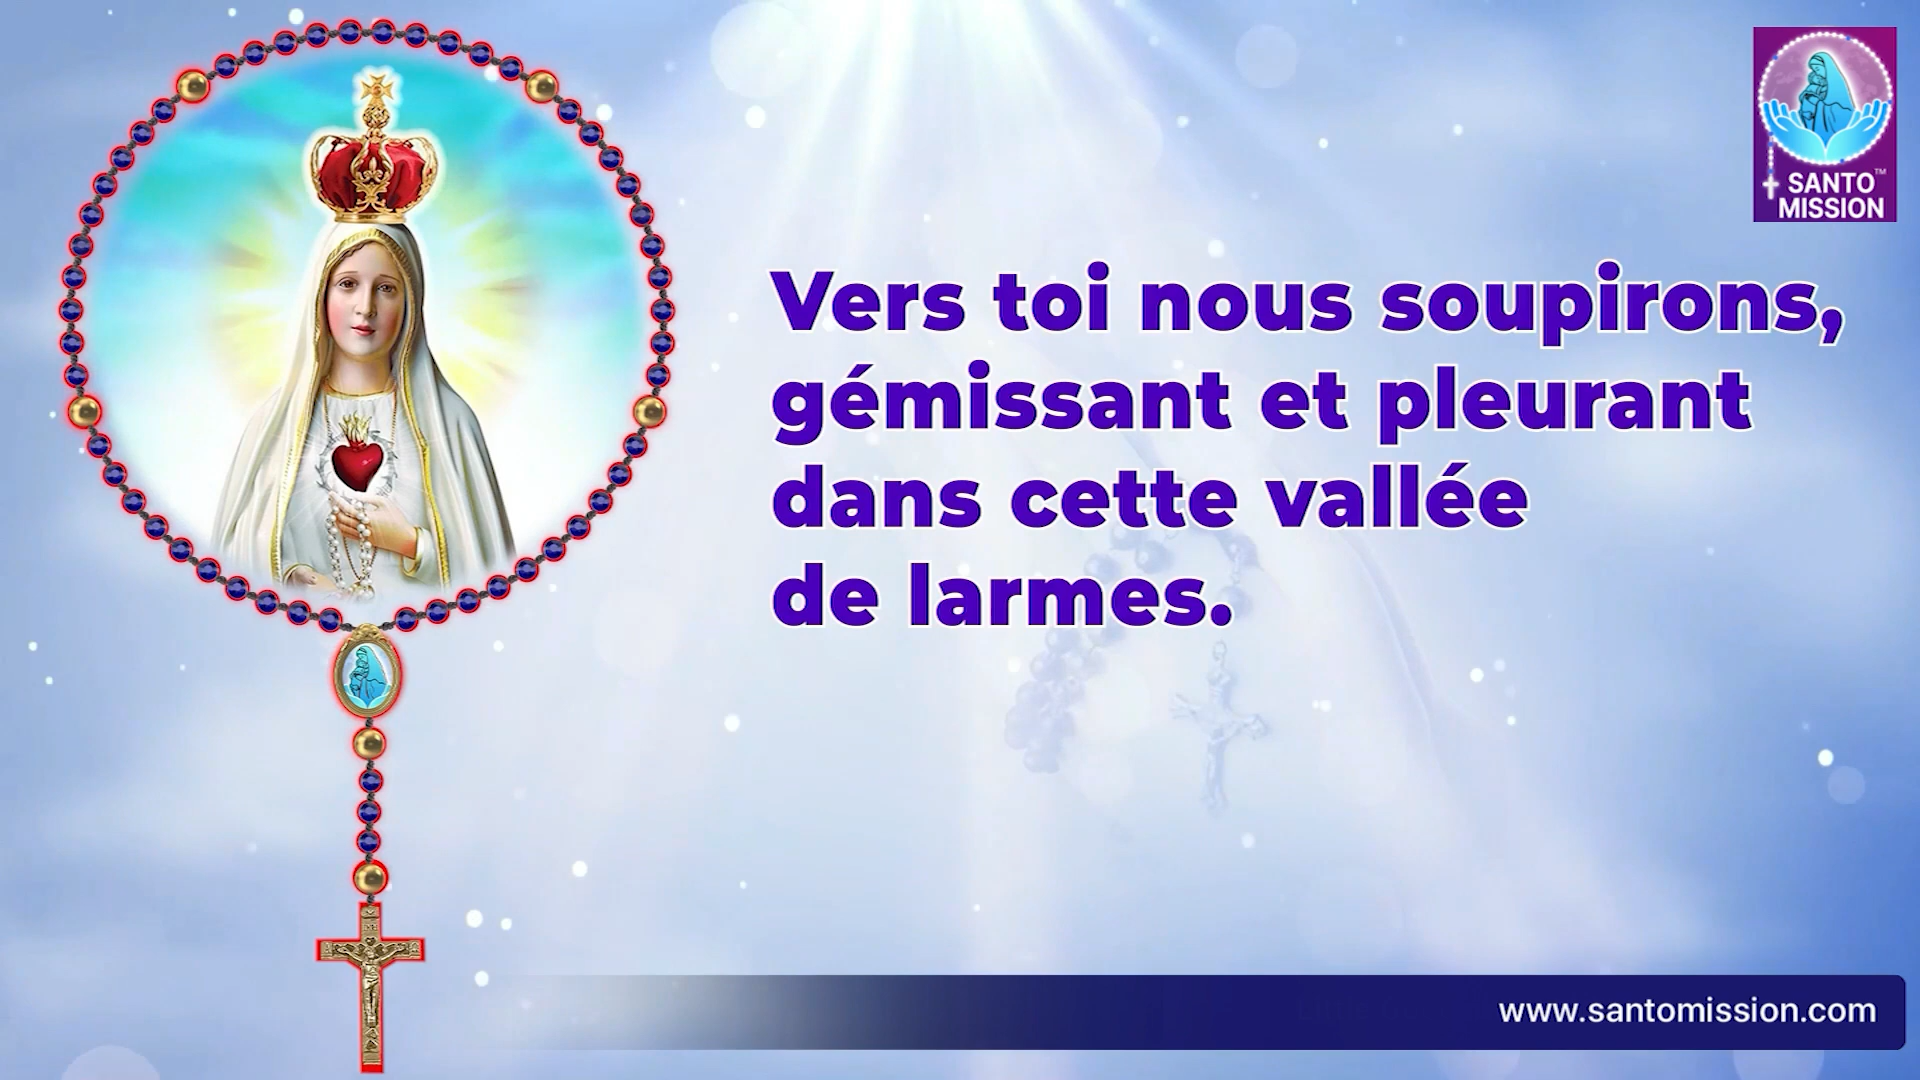 SANTO™
MISSION
Vers toi nous soupirons,
gémissant et pleurant
dans cette vallée
de larmes.
www.santomission.com